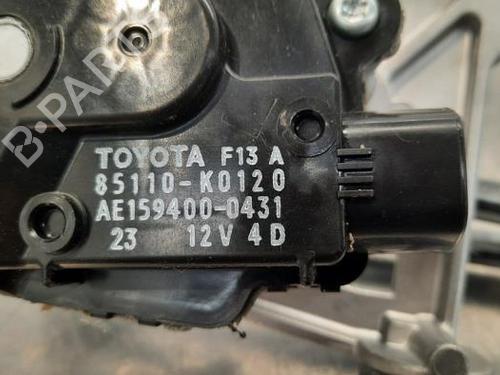 B-PARTS
TOYOTA F13 A
85110-K0120
AE159400-0431
23 12V 4D